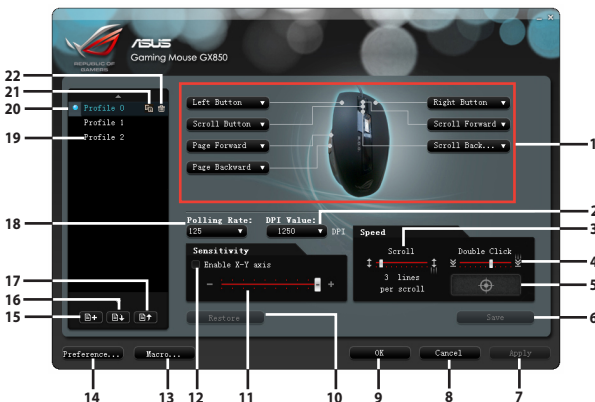 REPUBLIC OF
GAMERS
ASUS
Gaming Mouse GX850
22
21
20
19
Profile 0
Profile 1
Profile 2
Left Button
Scroll Button
Page Forward
Page Backward
Right Button
Scroll Forward
Scroll Back...
1
2
3
4
5
6
18
Polling Rate:
125
DPI Value:
1250
DPI
Sensitivity
Enable X-Y axis
- +
Speed
Scroll
3 lines
per scroll
Double Click
17
16
15
Restore
Save
Preference...
Macro...
OK
Cancel
Apply
14
13
12
11
10
9
8
7